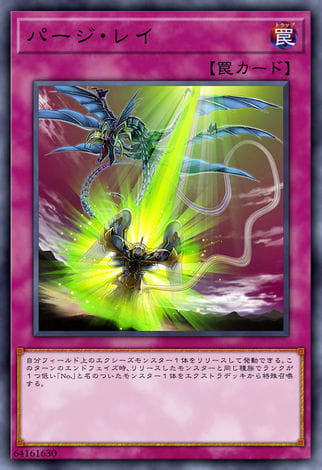 パージ・レイ
トラップ
罠
【罠カード】
自分フィールド上のエクシーズモンスター１体をリリースして発動できる。こ
のターンのエンドフェイズ時、リリースしたモンスターと同じ種族でランクが
１つ低い「No.」と名のついたモンスター１体をエクストラデッキから特殊召喚
する。
64161630